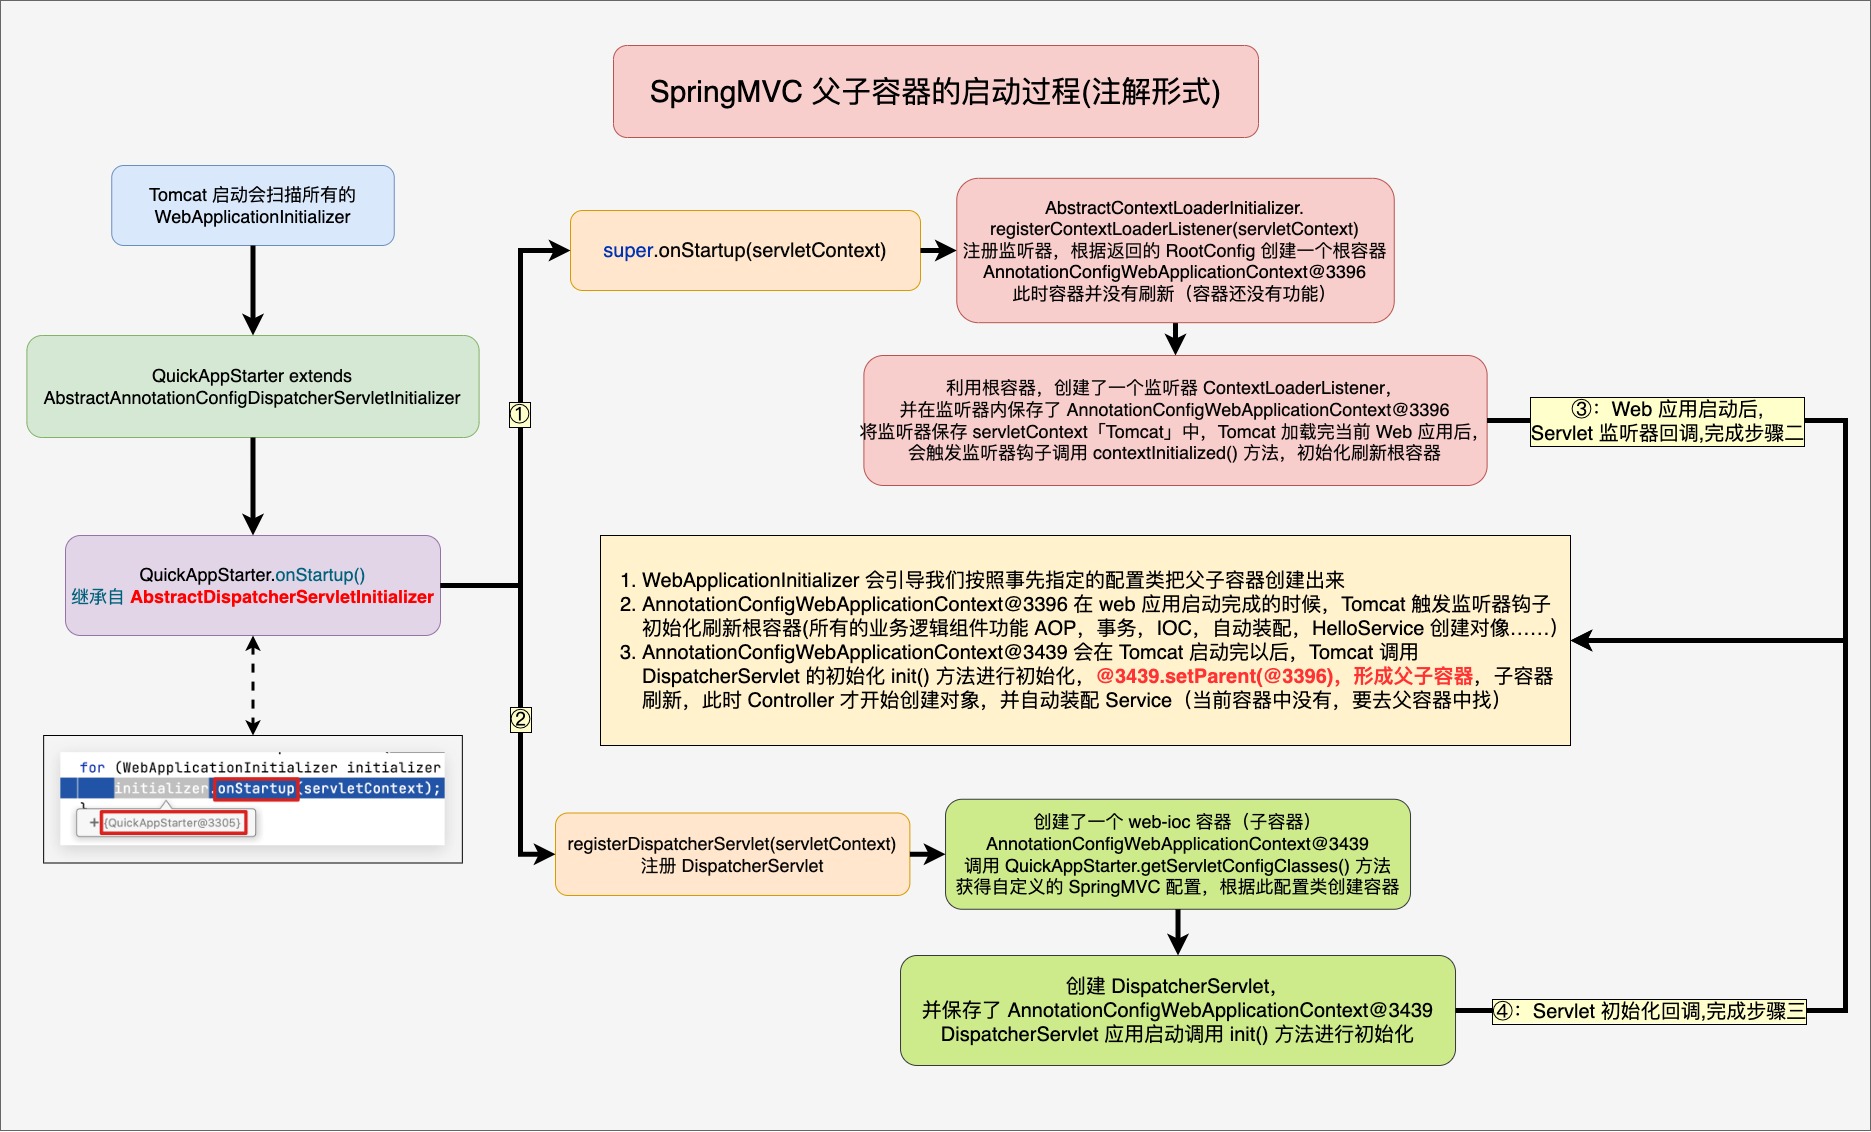 SpringMVC 父子容器的启动过程(注解形式)
Tomcat 启动会扫描所有的
WebApplicationInitializer
QuickAppStarter extends
AbstractAnnotationConfigDispatcherServletInitializer
QuickAppStarter.onStartup()
继承自 AbstractDispatcherServletInitializer
for (WebApplicationInitializer initializer
initializer.onStartup(servletContext);
}
+{QuickAppStarter@3305}
①
super.onStartup(servletContext)
AbstractContextLoaderInitializer.
registerContextLoaderListener(servletContext)
注册监听器，根据返回的 RootConfig 创建一个根容器
AnnotationConfigWebApplicationContext@3396
此时容器并没有刷新（容器还没有功能）
利用根容器，创建了一个监听器 ContextLoaderListener，
并在监听器内保存了 AnnotationConfigWebApplicationContext@3396
将监听器保存 servletContext「Tomcat」中，Tomcat 加载完当前 Web 应用后，
会触发监听器钩子调用 contextInitialized() 方法，初始化刷新根容器
③：Web 应用启动后,
Servlet 监听器回调,完成步骤二
1. WebApplicationInitializer 会引导我们按照事先指定的配置类把父子容器创建出来
2. AnnotationConfigWebApplicationContext@3396 在 web 应用启动完成的时候，Tomcat 触发监听器钩子
初始化刷新根容器(所有的业务逻辑组件功能 AOP，事务，IOC，自动装配，HelloService 创建对像……)
3. AnnotationConfigWebApplicationContext@3439 会在 Tomcat 启动完以后，Tomcat 调用
DispatcherServlet 的初始化 init() 方法进行初始化，@3439.setParent(@3396)，形成父子容器，子容器
刷新，此时 Controller 才开始创建对象，并自动装配 Service（当前容器中没有，要去父容器中找）
②
registerDispatcherServlet(servletContext)
注册 DispatcherServlet
创建了一个 web-ioc 容器（子容器）
AnnotationConfigWebApplicationContext@3439
调用 QuickAppStarter.getServletConfigClasses() 方法
获得自定义的 SpringMVC 配置，根据此配置类创建容器
创建 DispatcherServlet，
并保存了 AnnotationConfigWebApplicationContext@3439
DispatcherServlet 应用启动调用 init() 方法进行初始化
④：Servlet 初始化回调,完成步骤三